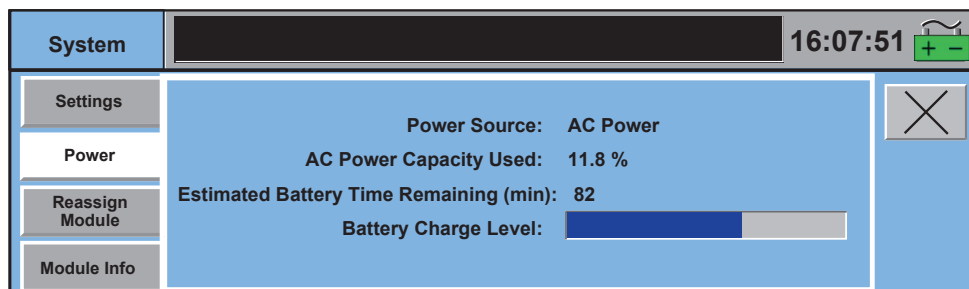 System
16:07:51
+ -
Settings
Power
Reassign
Module
Module Info
Power Source: AC Power
AC Power Capacity Used: 11.8 %
Estimated Battery Time Remaining (min): 82
Battery Charge Level: